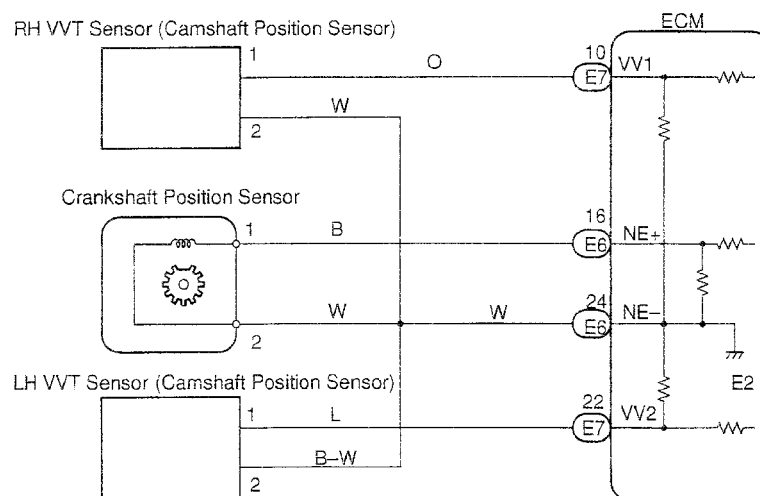 ECM
RH VVT Sensor (Camshaft Position Sensor)
1
O
10
E7
VV1
W
2
Crankshaft Position Sensor
1
B
16
E6
NE+
W
W
24
E6
NE−
2
E2
LH VVT Sensor (Camshaft Position Sensor)
1
L
22
E7
VV2
B–W
2